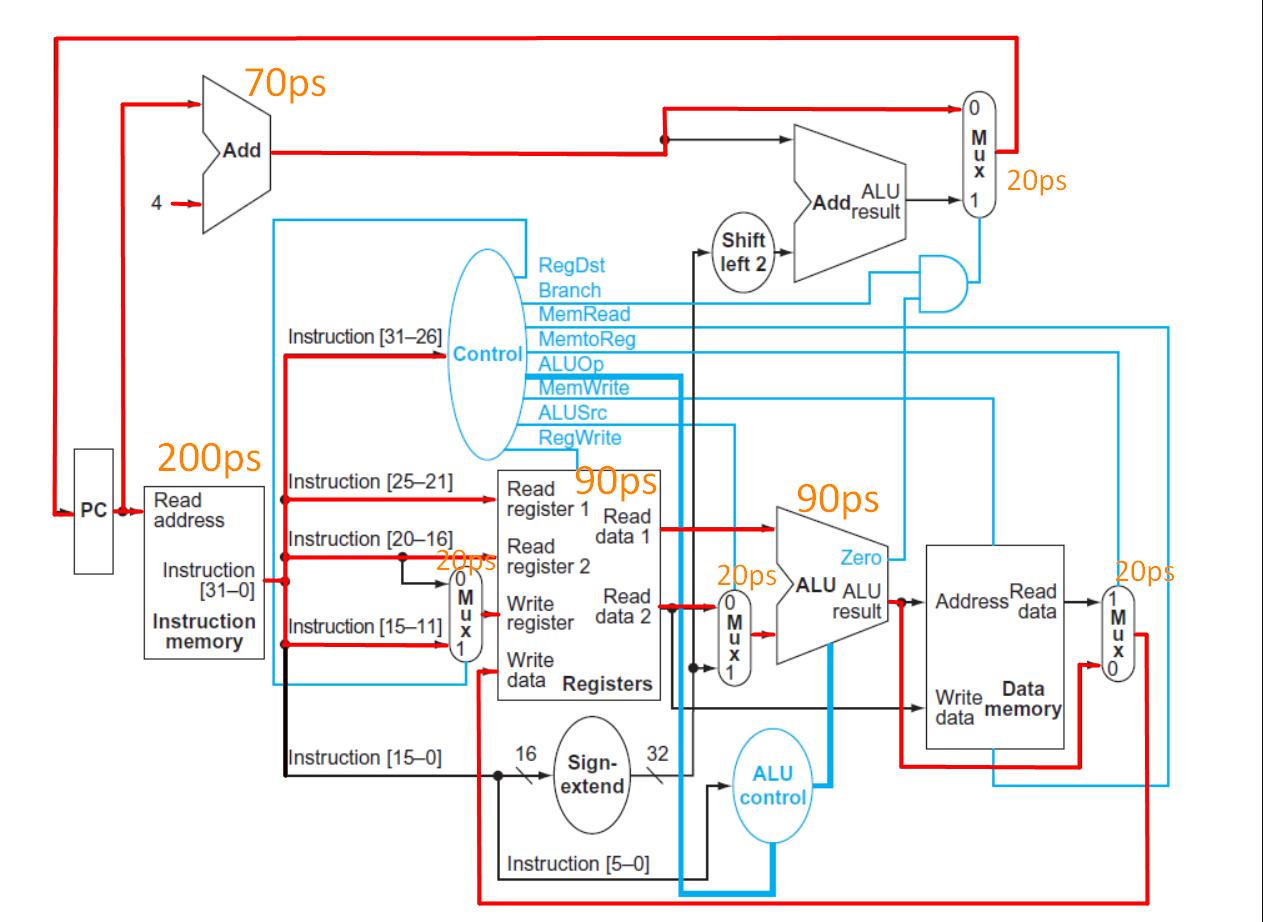 70ps
Add
4
0
M
u
x
1
20ps
Add
ALU
result
Shift
left 2
RegDst
Branch
MemRead
MemtoReg
ALUOp
MemWrite
ALUSrc
RegWrite
Control
Instruction [31–26]
200ps
PC
Read
address
Instruction
[31–0]
Instruction
memory
Instruction [25–21]
Instruction [20–16]
Instruction [15–11]
20ps
0
M
u
x
1
90ps
Read
register 1
Read
data 1
Read
register 2
Write
register
Read
data 2
Write
data
Registers
20ps
0
M
u
x
1
90ps
Zero
ALU
ALU
result
Address
Read
data
Write
data
Data
memory
20ps
1
M
u
x
0
Instruction [15–0]
16
Sign-
extend
32
ALU
control
Instruction [5–0]